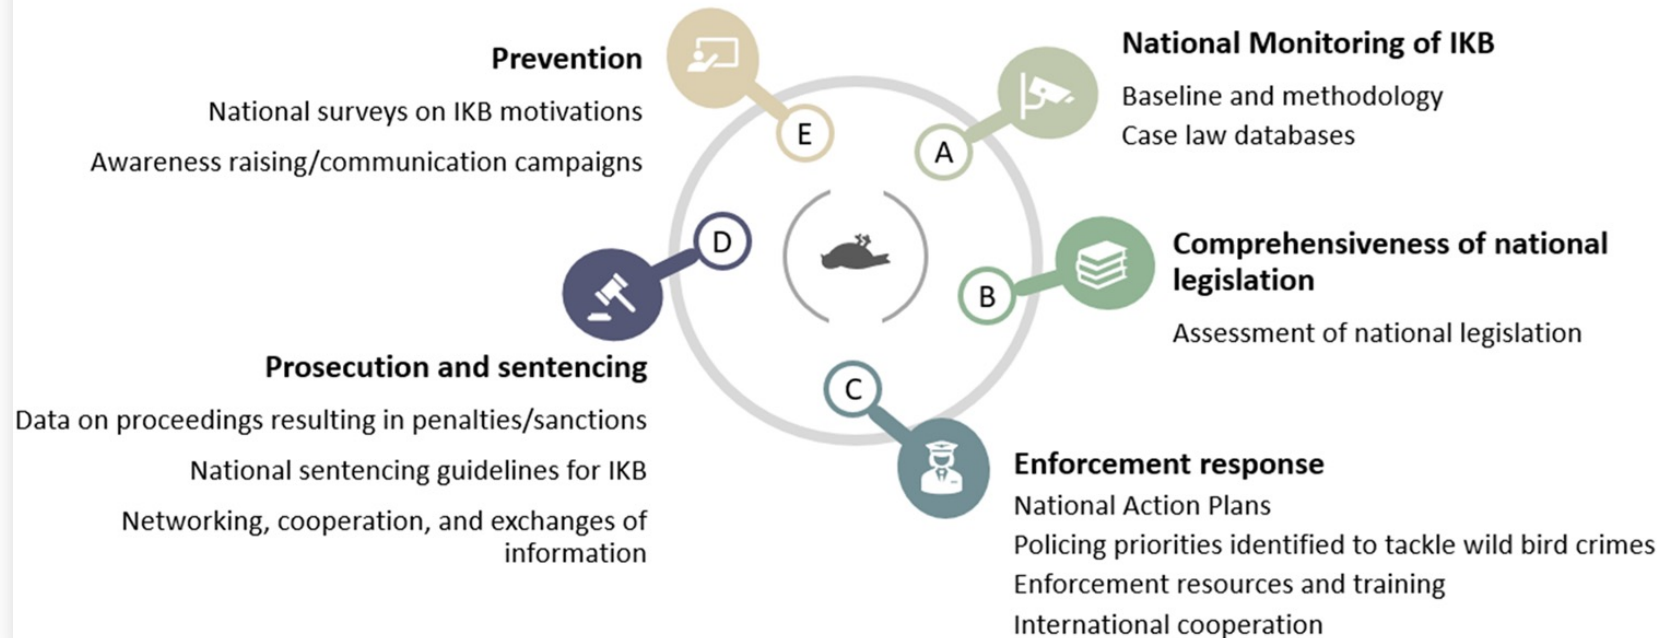 National Monitoring of IKB
Baseline and methodology
Case law databases
A
Comprehensiveness of national
legislation
Assessment of national legislation
B
Enforcement response
National Action Plans
Policing priorities identified to tackle wild bird crimes
Enforcement resources and training
International cooperation
C
Prosecution and sentencing
Data on proceedings resulting in penalties/sanctions
National sentencing guidelines for IKB
Networking, cooperation, and exchanges of
information
D
Prevention
National surveys on IKB motivations
Awareness raising/communication campaigns
E